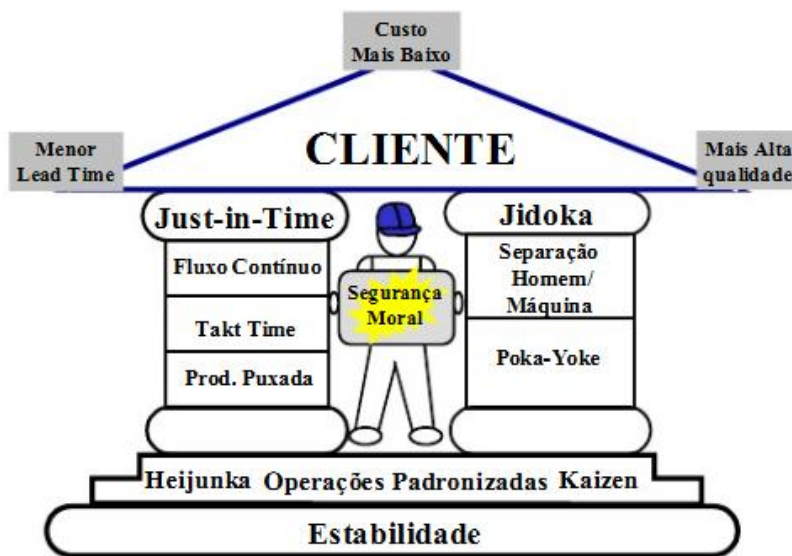 Custo
Mais Baixo
CLIENTE
Menor
Lead Time
Mais Alta
qualidade
Just-in-Time
Jidoka
Fluxo Contínuo
Takt Time
Prod. Puxada
Segurança
Moral
Separação
Homem/
Máquina
Poka-Yoke
Heijunka Operações Padronizadas Kaizen
Estabilidade